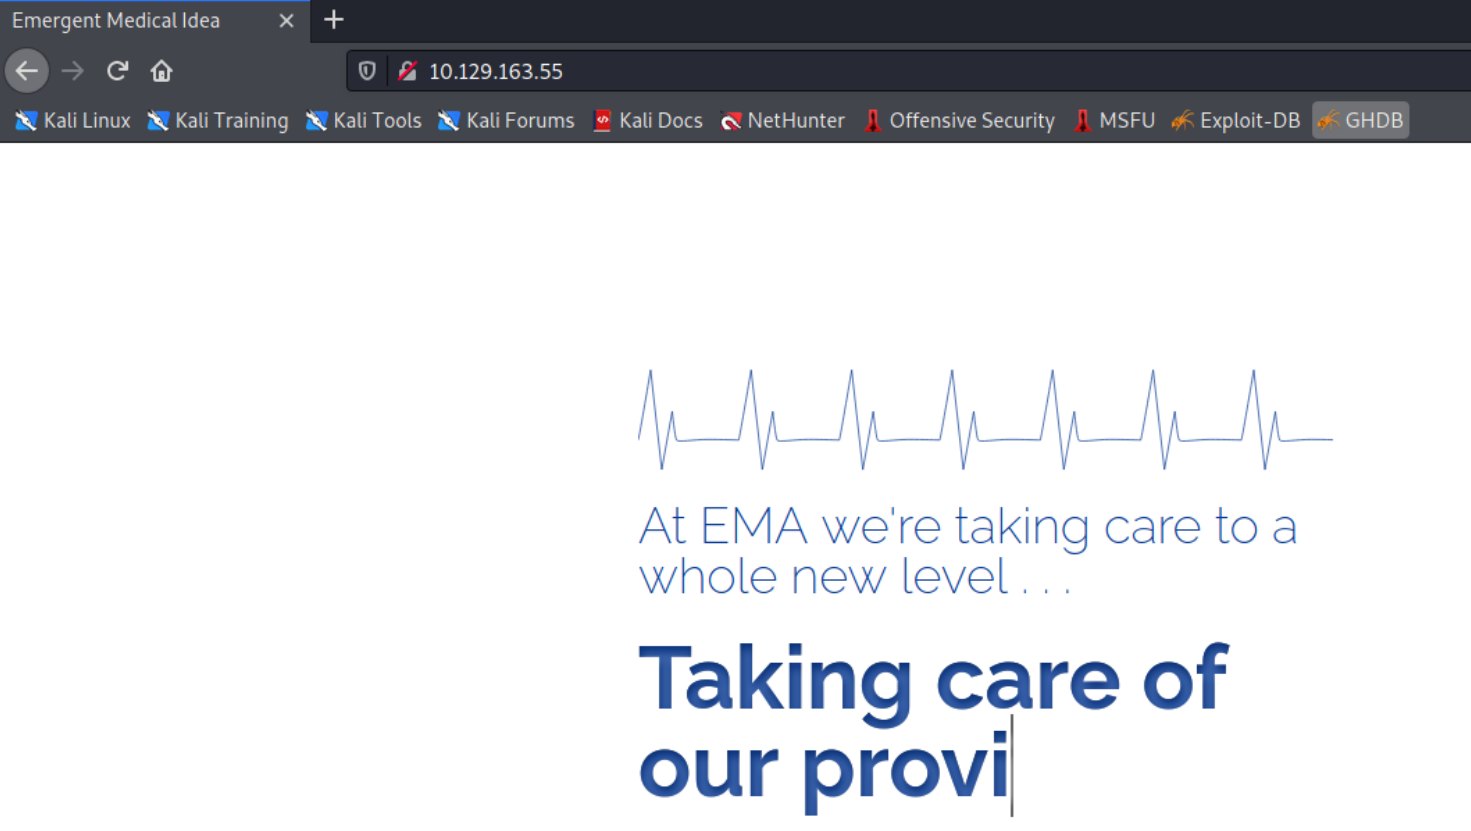 Emergent Medical Idea
10.129.163.55
Kali Linux Kali Training Kali Tools Kali Forums Kali Docs NetHunter Offensive Security MSFU Exploit-DB GHDB
At EMA we're taking care to a
whole new level . . .
Taking care of
our provi